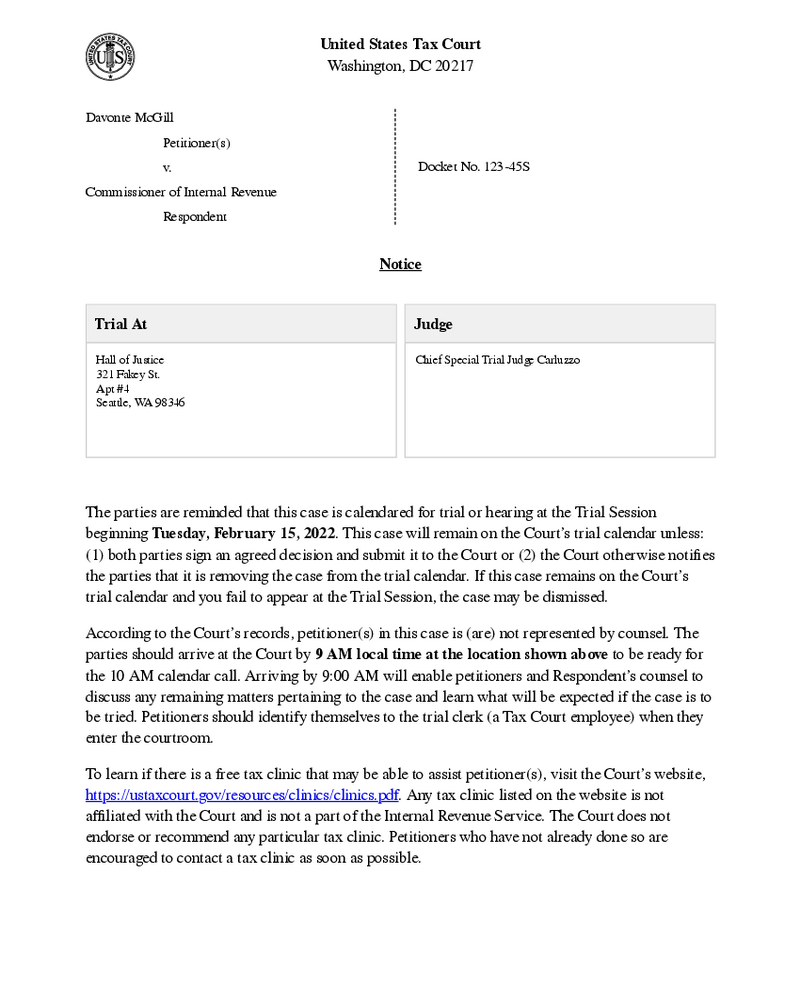 UNITED STATES TAX COURT
US
United States Tax Court
Washington, DC 20217
Davonte McGill
Petitioner(s)
v.
Commissioner of Internal Revenue
Respondent
Docket No. 123-45S
Notice
Trial At
Hall of Justice
321 Fakey St.
Apt #4
Seattle, WA 98346
Judge
Chief Special Trial Judge Carluzzo
The parties are reminded that this case is calendared for trial or hearing at the Trial Session
beginning Tuesday, February 15, 2022. This case will remain on the Court's trial calendar unless:
(1) both parties sign an agreed decision and submit it to the Court or (2) the Court otherwise notifies
the parties that it is removing the case from the trial calendar. If this case remains on the Court's
trial calendar and you fail to appear at the Trial Session, the case may be dismissed.
According to the Court's records, petitioner(s) in this case is (are) not represented by counsel. The
parties should arrive at the Court by 9 AM local time at the location shown above to be ready for
the 10 AM calendar call. Arriving by 9:00 AM will enable petitioners and Respondent's counsel to
discuss any remaining matters pertaining to the case and learn what will be expected if the case is to
be tried. Petitioners should identify themselves to the trial clerk (a Tax Court employee) when they
enter the courtroom.
To learn if there is a free tax clinic that may be able to assist petitioner(s), visit the Court's website,
https://ustaxcourt.gov/resources/clinics/clinics.pdf. Any tax clinic listed on the website is not
affiliated with the Court and is not a part of the Internal Revenue Service. The Court does not
endorse or recommend any particular tax clinic. Petitioners who have not already done so are
encouraged to contact a tax clinic as soon as possible.